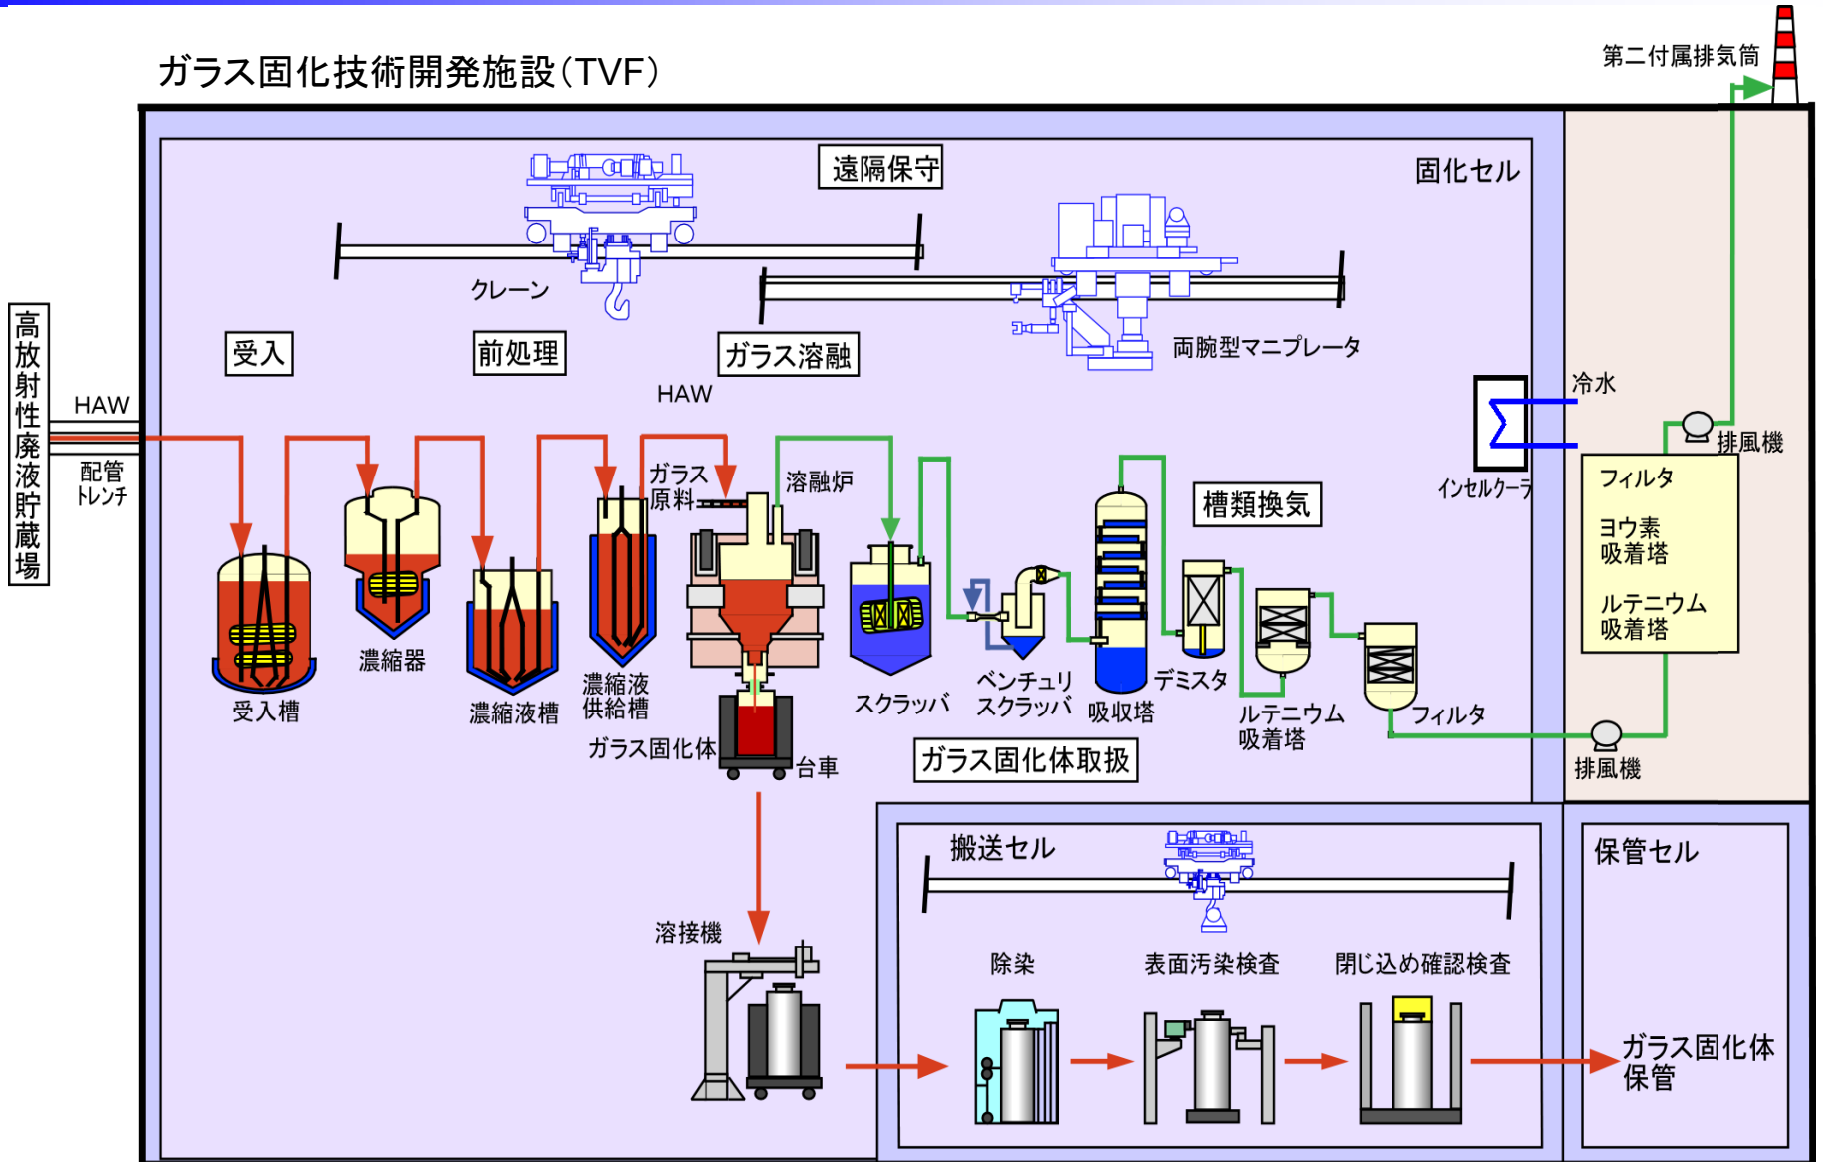 ガラス固化技術開発施設(TVF)
第二付属排気筒
遠隔保守
固化セル
クレーン
両腕型マニプレータ
高放射性廃液貯蔵場
受入
前処理
ガラス溶融
HAW
HAW
配管
トレンチ
冷水
インセルクーラ
排風機
ガラス
原料
溶融炉
槽類換気
フィルタ
ヨウ素
吸着塔
ルテニウム
吸着塔
受入槽
濃縮器
濃縮液槽
濃縮液
供給槽
スクラッバ
ベンチュリ
スクラッバ
吸収塔
デミスタ
ルテニウム
吸着塔
フィルタ
排風機
ガラス固化体
台車
ガラス固化体取扱
搬送セル
保管セル
溶接機
除染
表面汚染検査
閉じ込め確認検査
ガラス固化体
保管